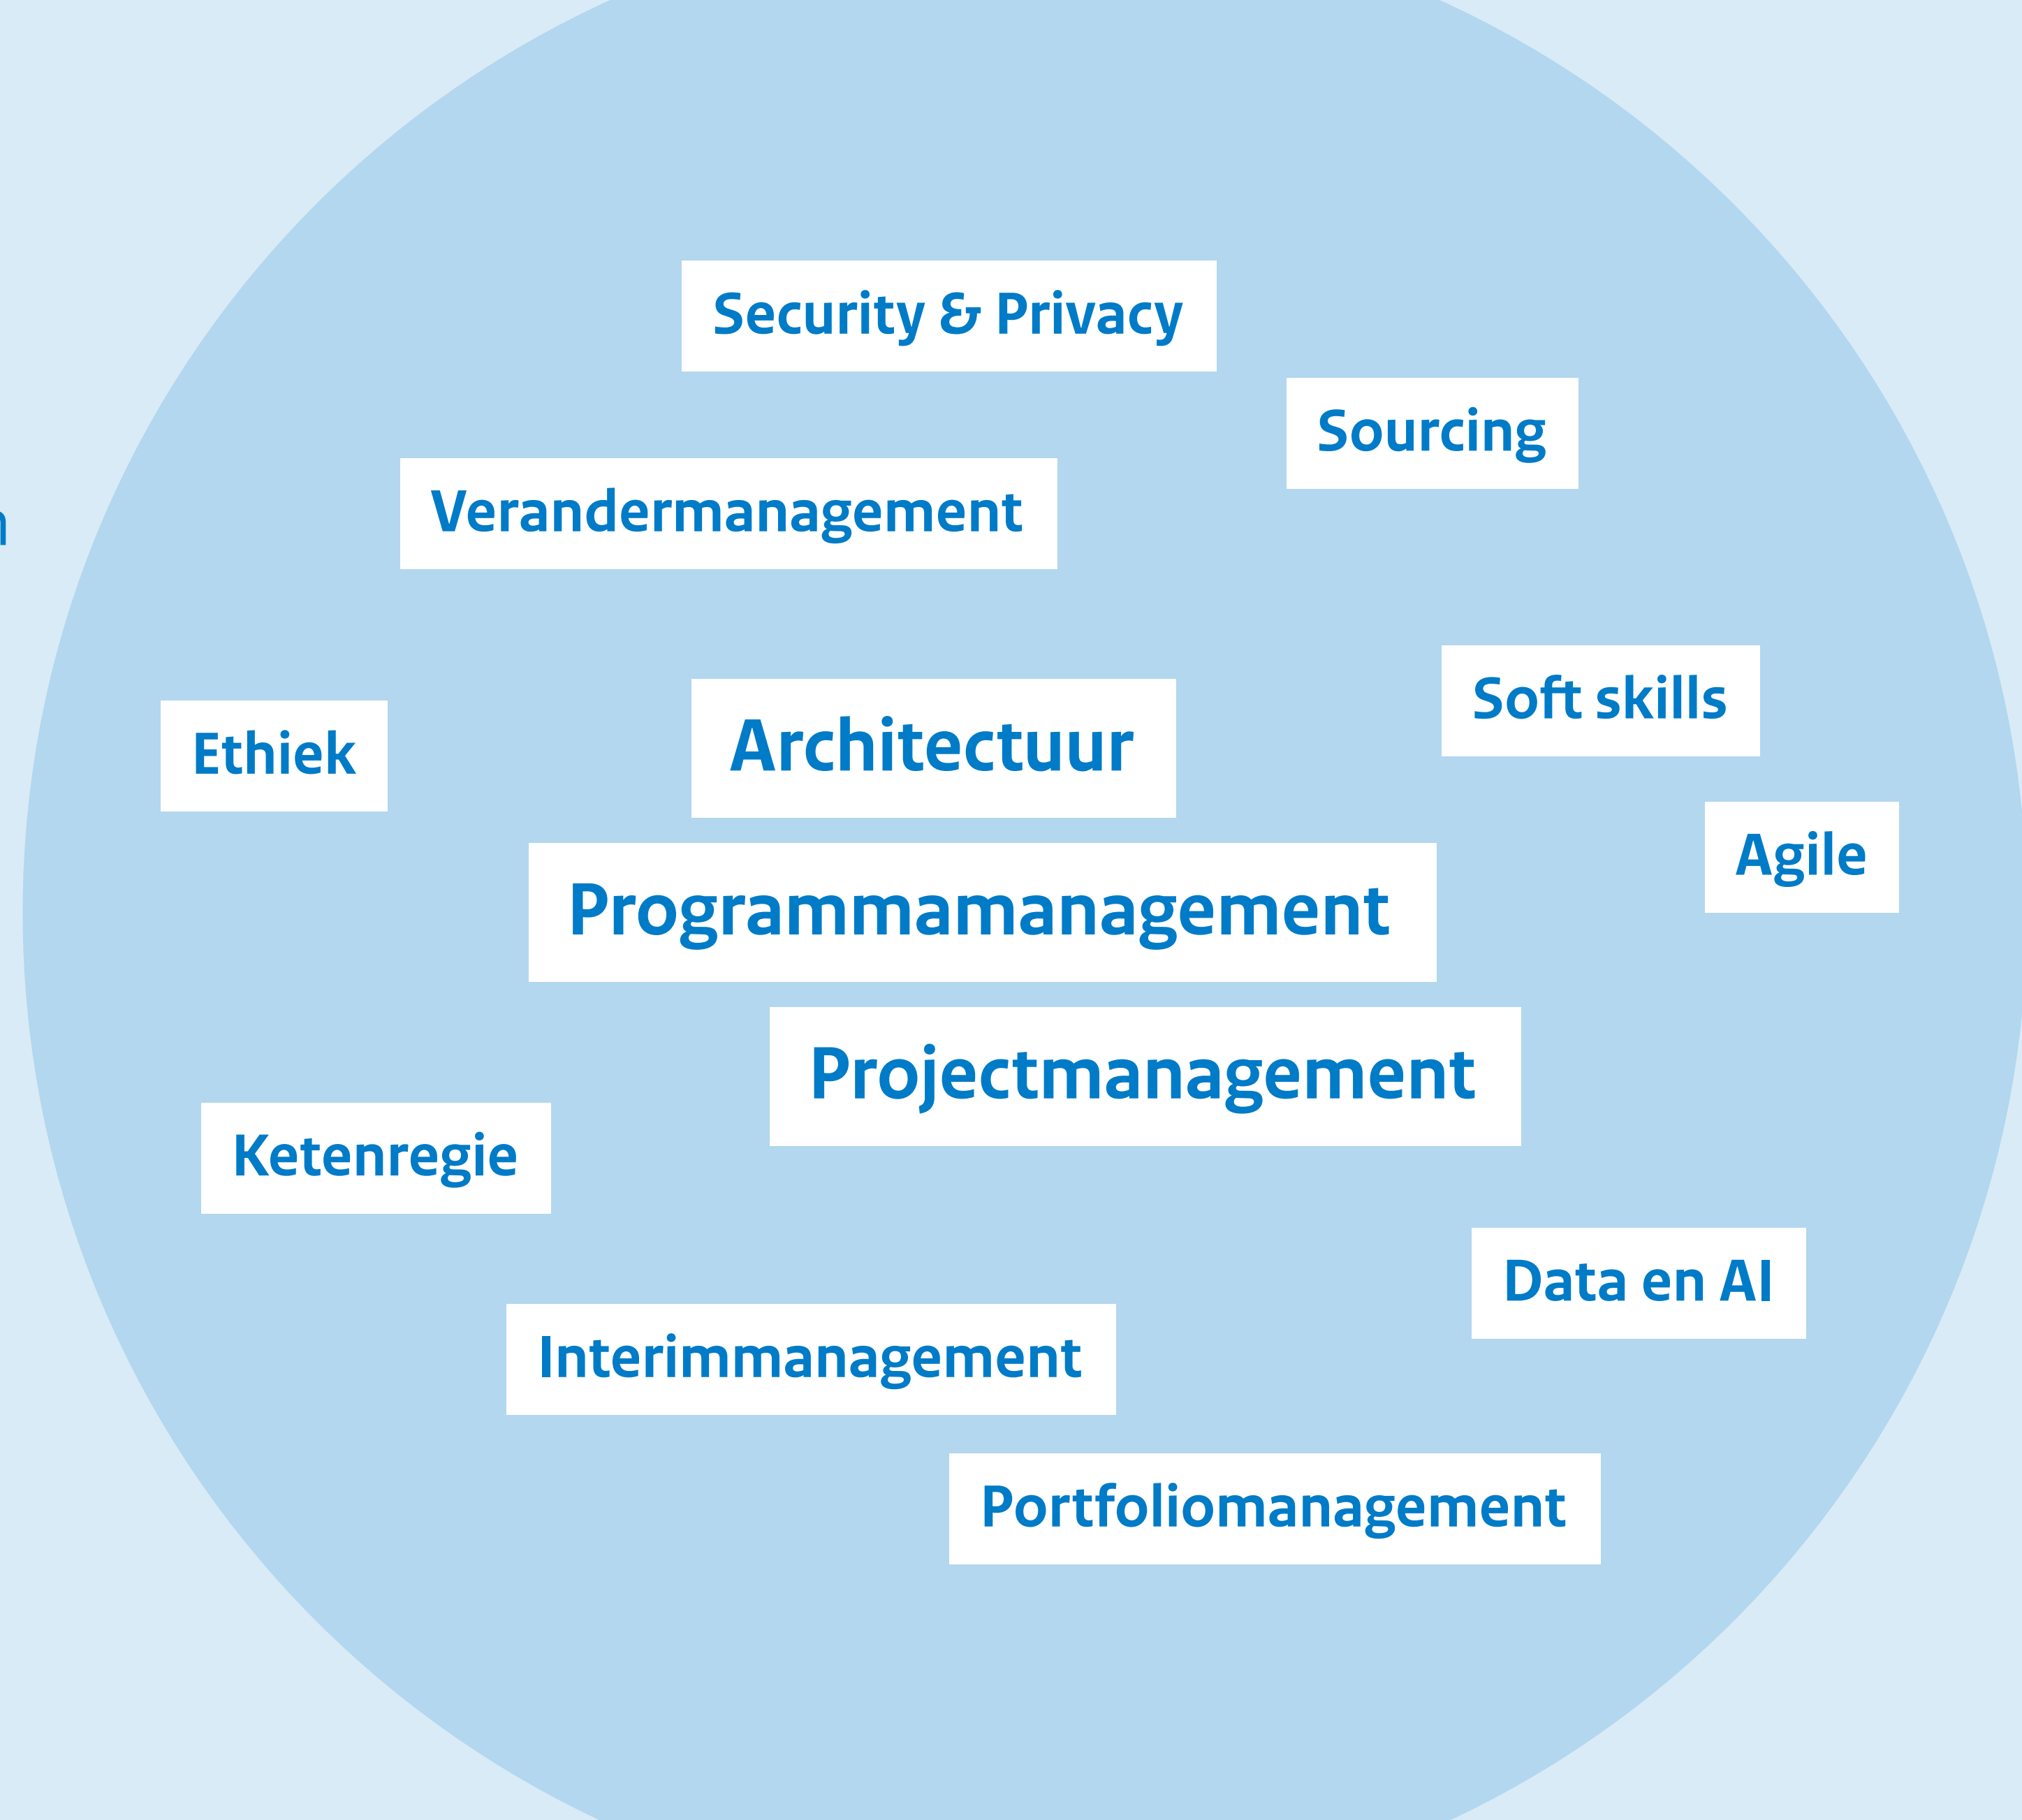 Security & Privacy
Sourcing
Verandermanagement
Soft skills
Ethiek
Architectuur
Agile
Programmamanagement
Projectmanagement
Ketenregie
Data en AI
Interimmanagement
Portfoliomanagement